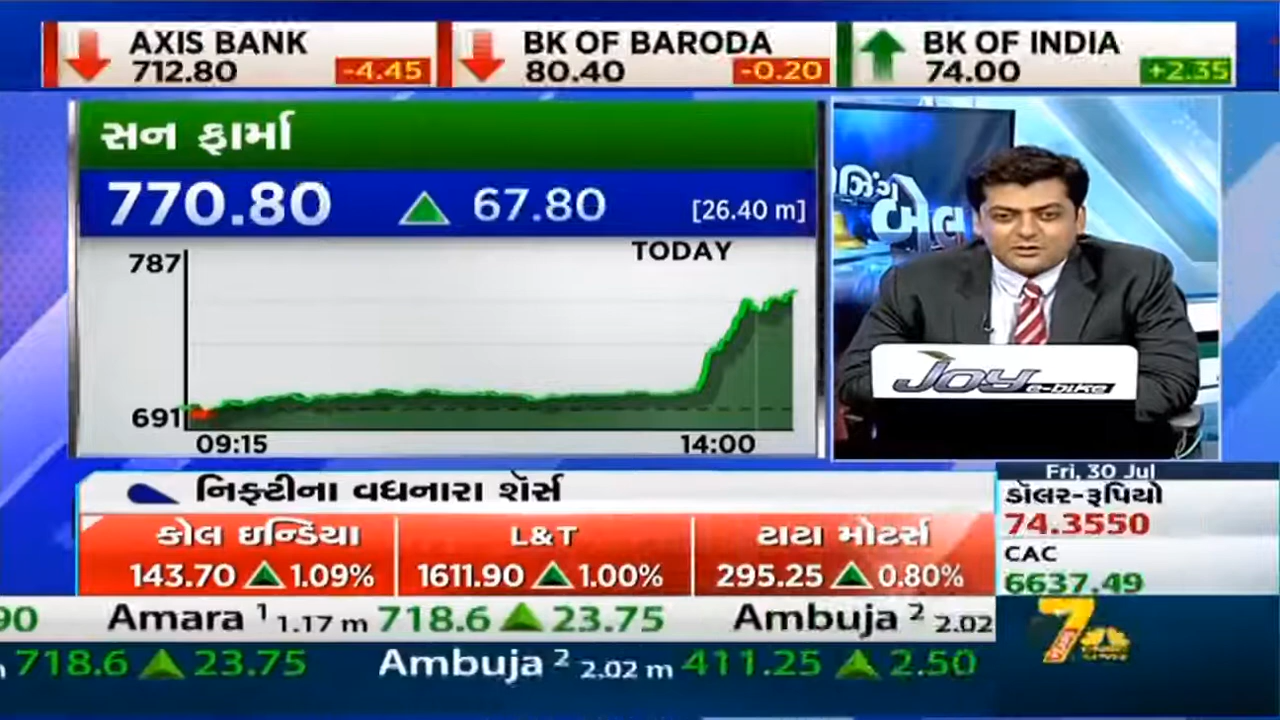 AXIS BANK
712.80 -4.45
BK OF BARODA
80.40 -0.20
BK OF INDIA
74.00 +2.35
સન ફાર્મા
770.80 67.80 [26.40 m]
TODAY
787
691
09:15 14:00
બેલ
JOY e-bike
નિફ્ટીના વધનારા શૅર્સ
કોલ ઇન્ડિયા
143.70 1.09%
L&T
1611.90 1.00%
ટાટા મોટર્સ
295.25 0.80%
Fri, 30 Jul
ડૉલર-રૂપિયો
74.3550
CAC
6637.49
90 Amara 1 1.17 m 718.6 23.75 Ambuja 2 2.02
m 718.6 23.75 Ambuja 2 2.02 m 411.25 2.50
7